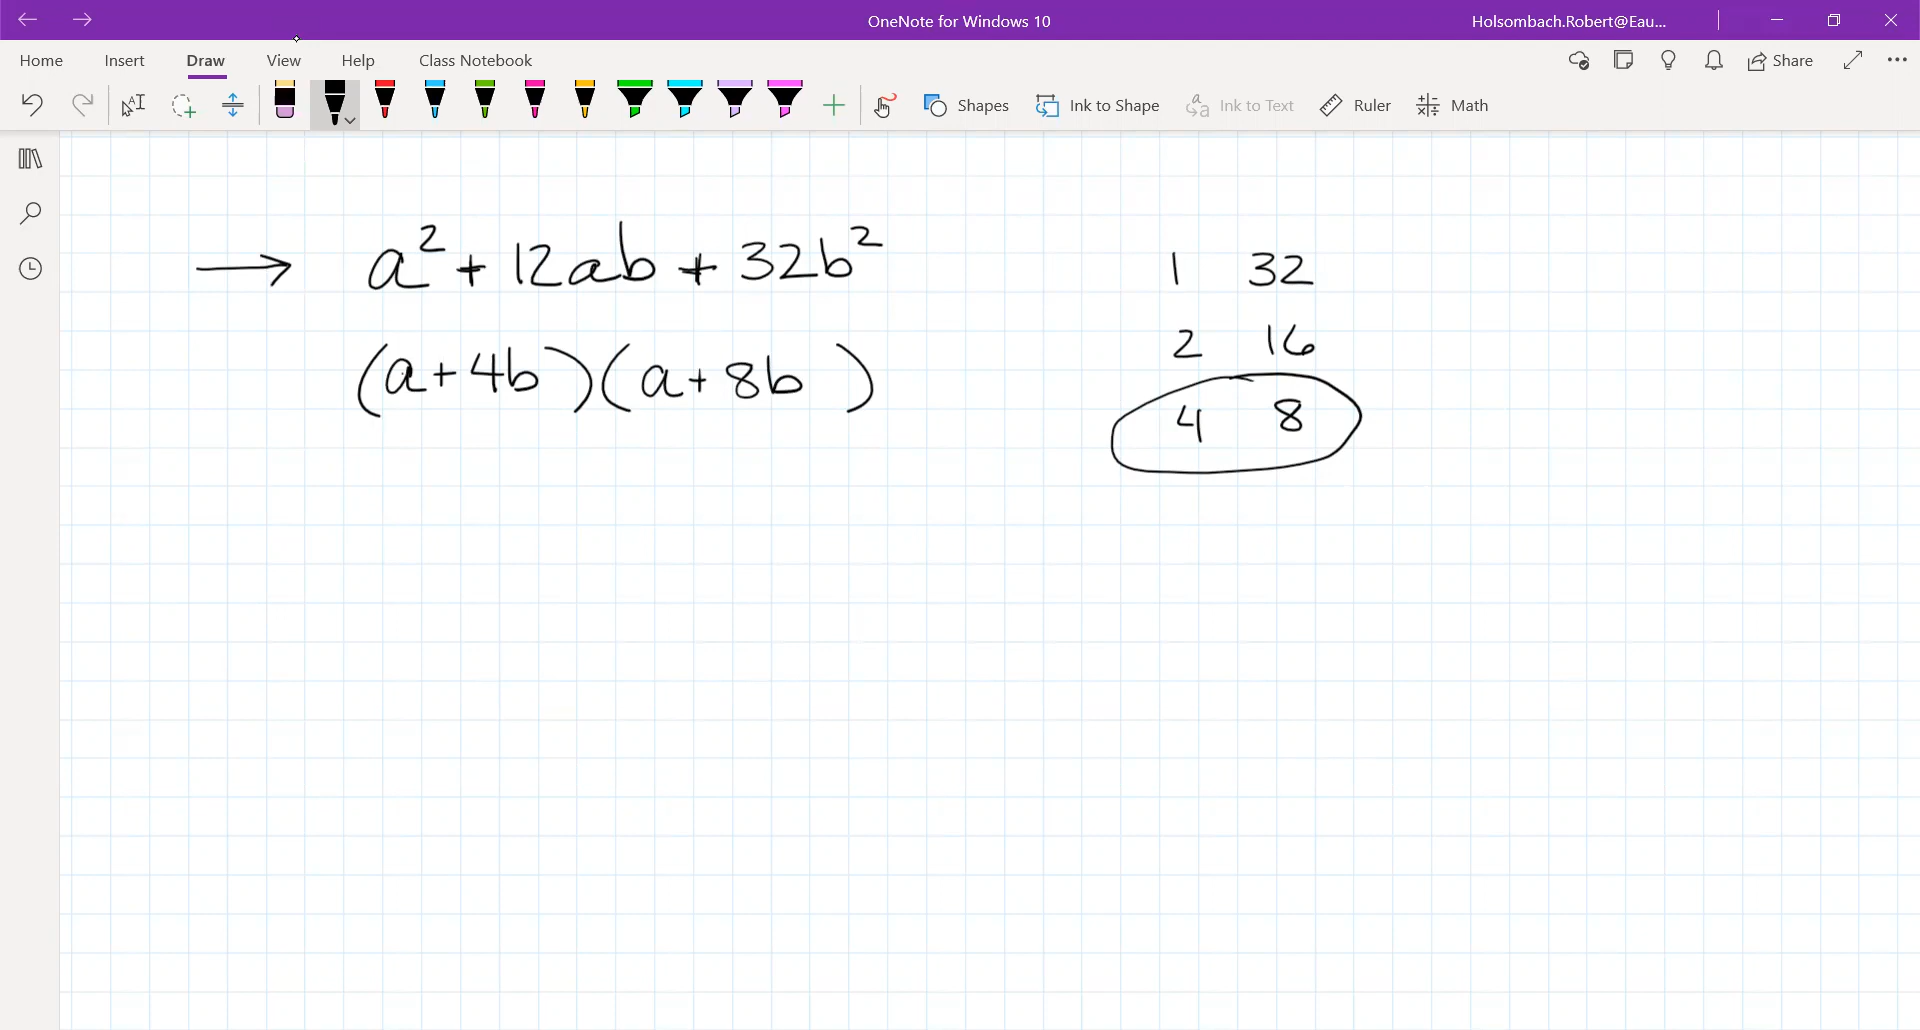 OneNote for Windows 10 Holsombach.Robert@Eau...
Home Insert Draw View Help Class Notebook Share
Shapes Ink to Shape Ink to Text Ruler Math
→ a² + 12ab + 32b²
(a + 4b)(a + 8b)
1 32
2 16
4 8